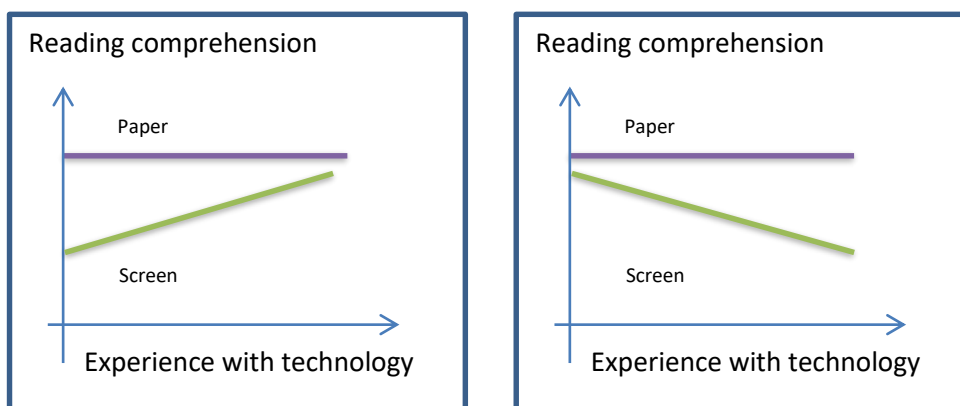 Reading comprehension
Paper
Screen
Experience with technology
Reading comprehension
Paper
Screen
Experience with technology